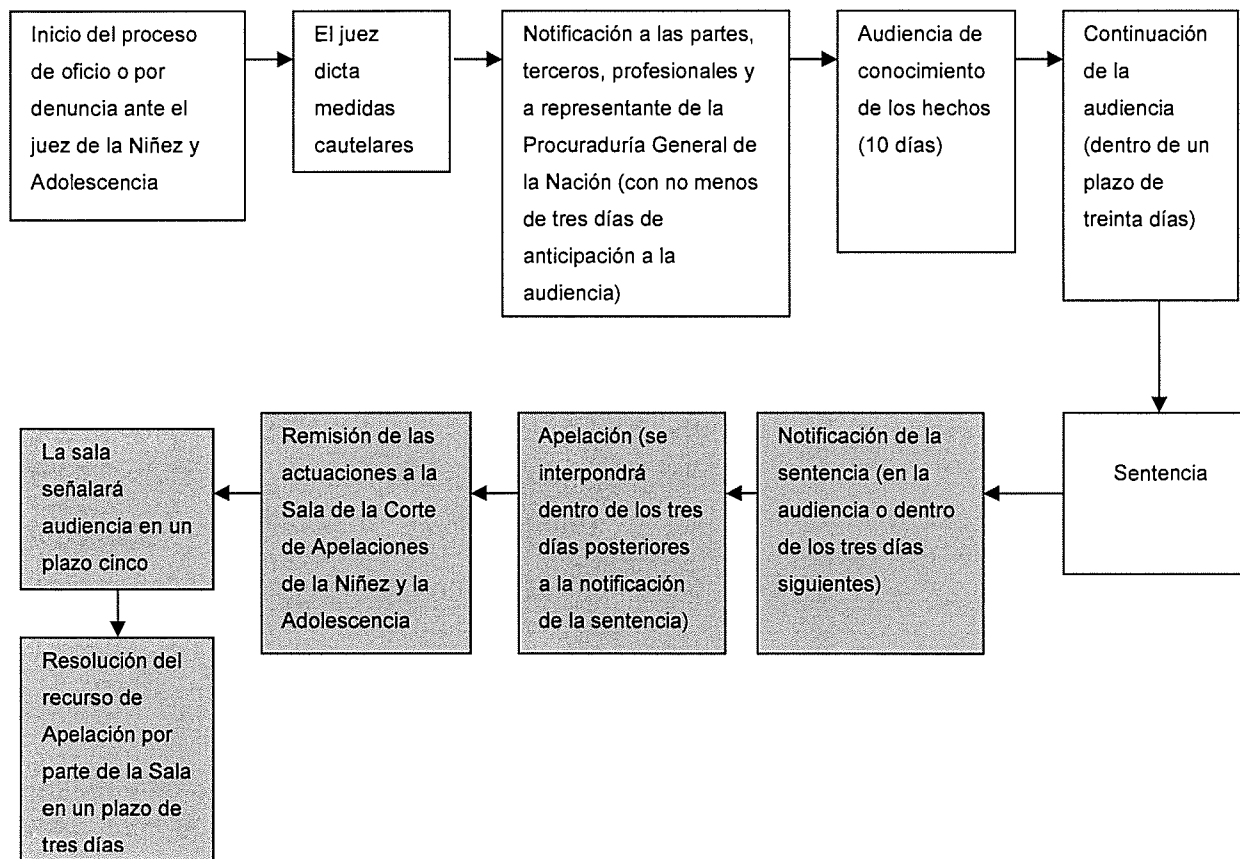 Inicio del proceso
de oficio o por
denuncia ante el
juez de la Niñez y
Adolescencia
El juez
dicta
medidas
cautelares
Notificación a las partes,
terceros, profesionales y
a representante de la
Procuraduría General de
la Nación (con no menos
de tres días de
anticipación a la
audiencia)
Audiencia de
conocimiento
de los hechos
(10 días)
Continuación
de la
audiencia
(dentro de un
plazo de
treinta días)
Sentencia
Notificación de la
sentencia (en la
audiencia o dentro
de los tres días
siguientes)
Apelación (se
interpondrá
dentro de los tres
días posteriores
a la notificación
de la sentencia)
Remisión de las
actuaciones a la
Sala de la Corte
de Apelaciones
de la Niñez y la
Adolescencia
La sala
señalará
audiencia en un
plazo cinco
Resolución del
recurso de
Apelación por
parte de la Sala
en un plazo de
tres días